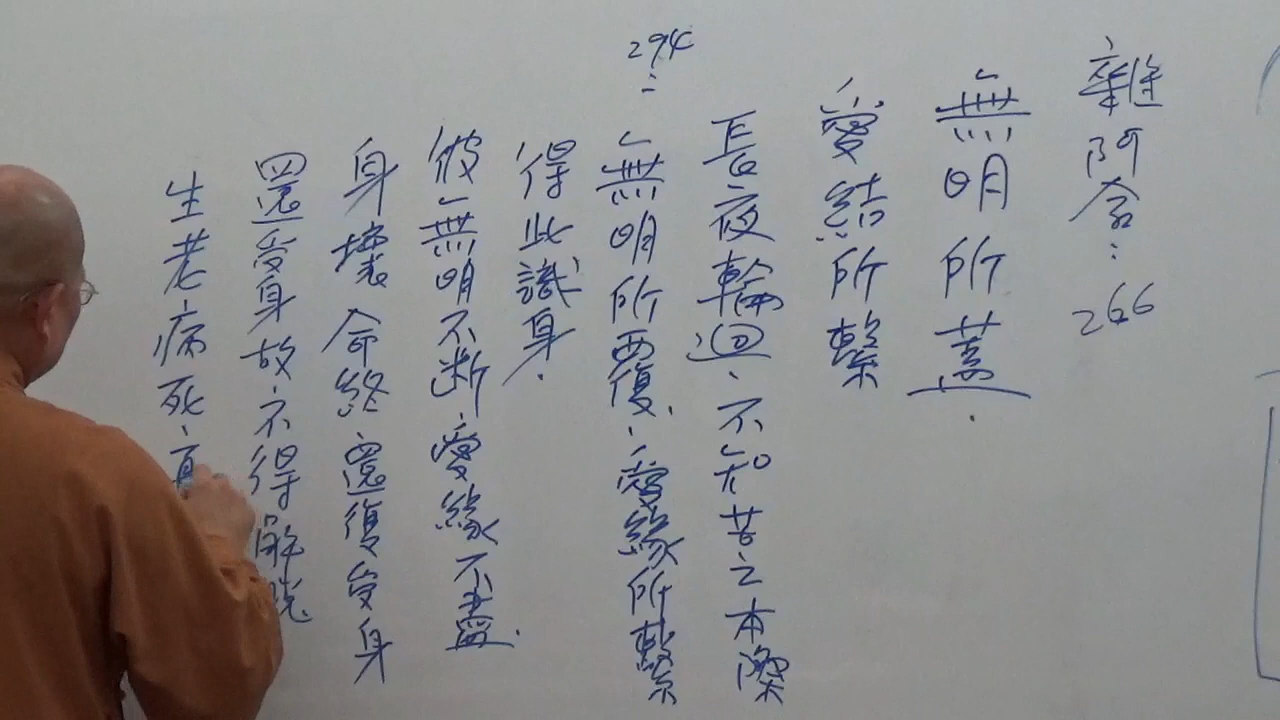 雜阿含：266
無明所蓋．
愛結所繫
長夜輪迴、不知苦之本際
294
：無明所覆．、愛緣所繫
得此識身．
彼無明不斷．愛緣不盡．
身壞命終還復受身
還受身故．不得解脫
生老病死、